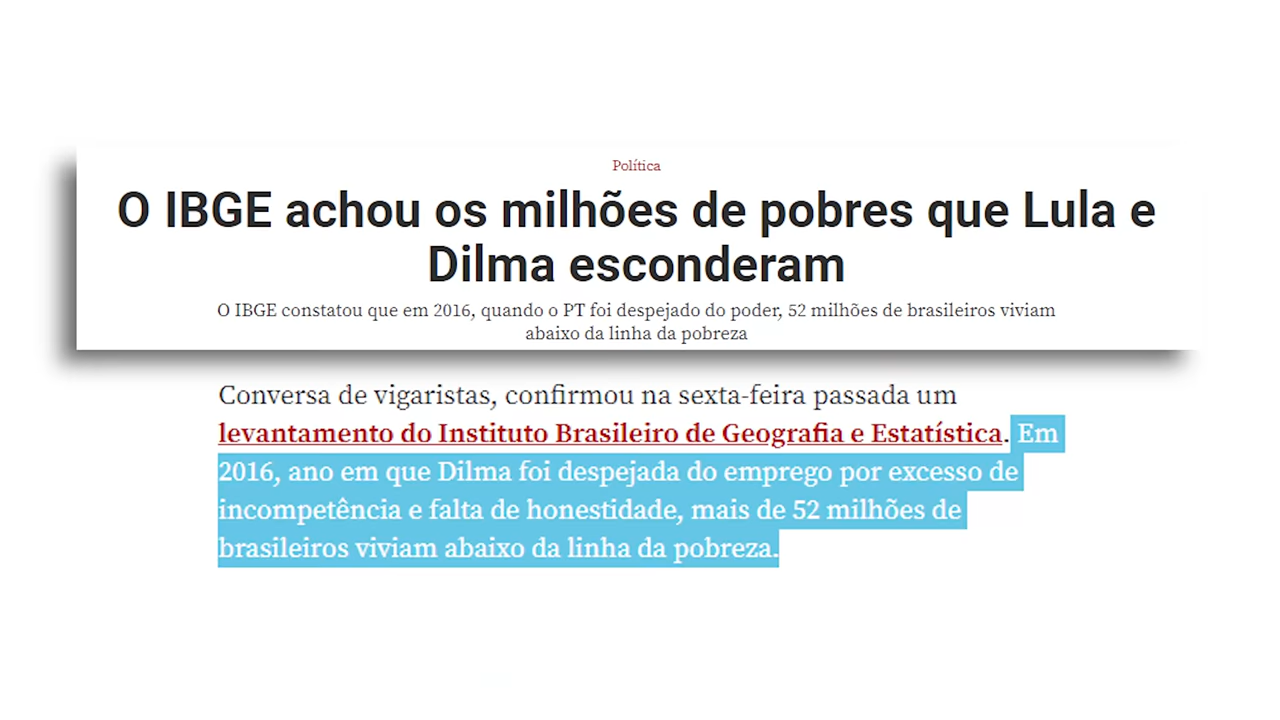 Política
O IBGE achou os milhões de pobres que Lula e
Dilma esconderam
O IBGE constatou que em 2016, quando o PT foi despejado do poder, 52 milhões de brasileiros viviam
abaixo da linha da pobreza
Conversa de vigaristas, confirmou na sexta-feira passada um
levantamento do Instituto Brasileiro de Geografia e Estatística. Em
2016, ano em que Dilma foi despejada do emprego por excesso de
incompetência e falta de honestidade, mais de 52 milhões de
brasileiros viviam abaixo da linha da pobreza.